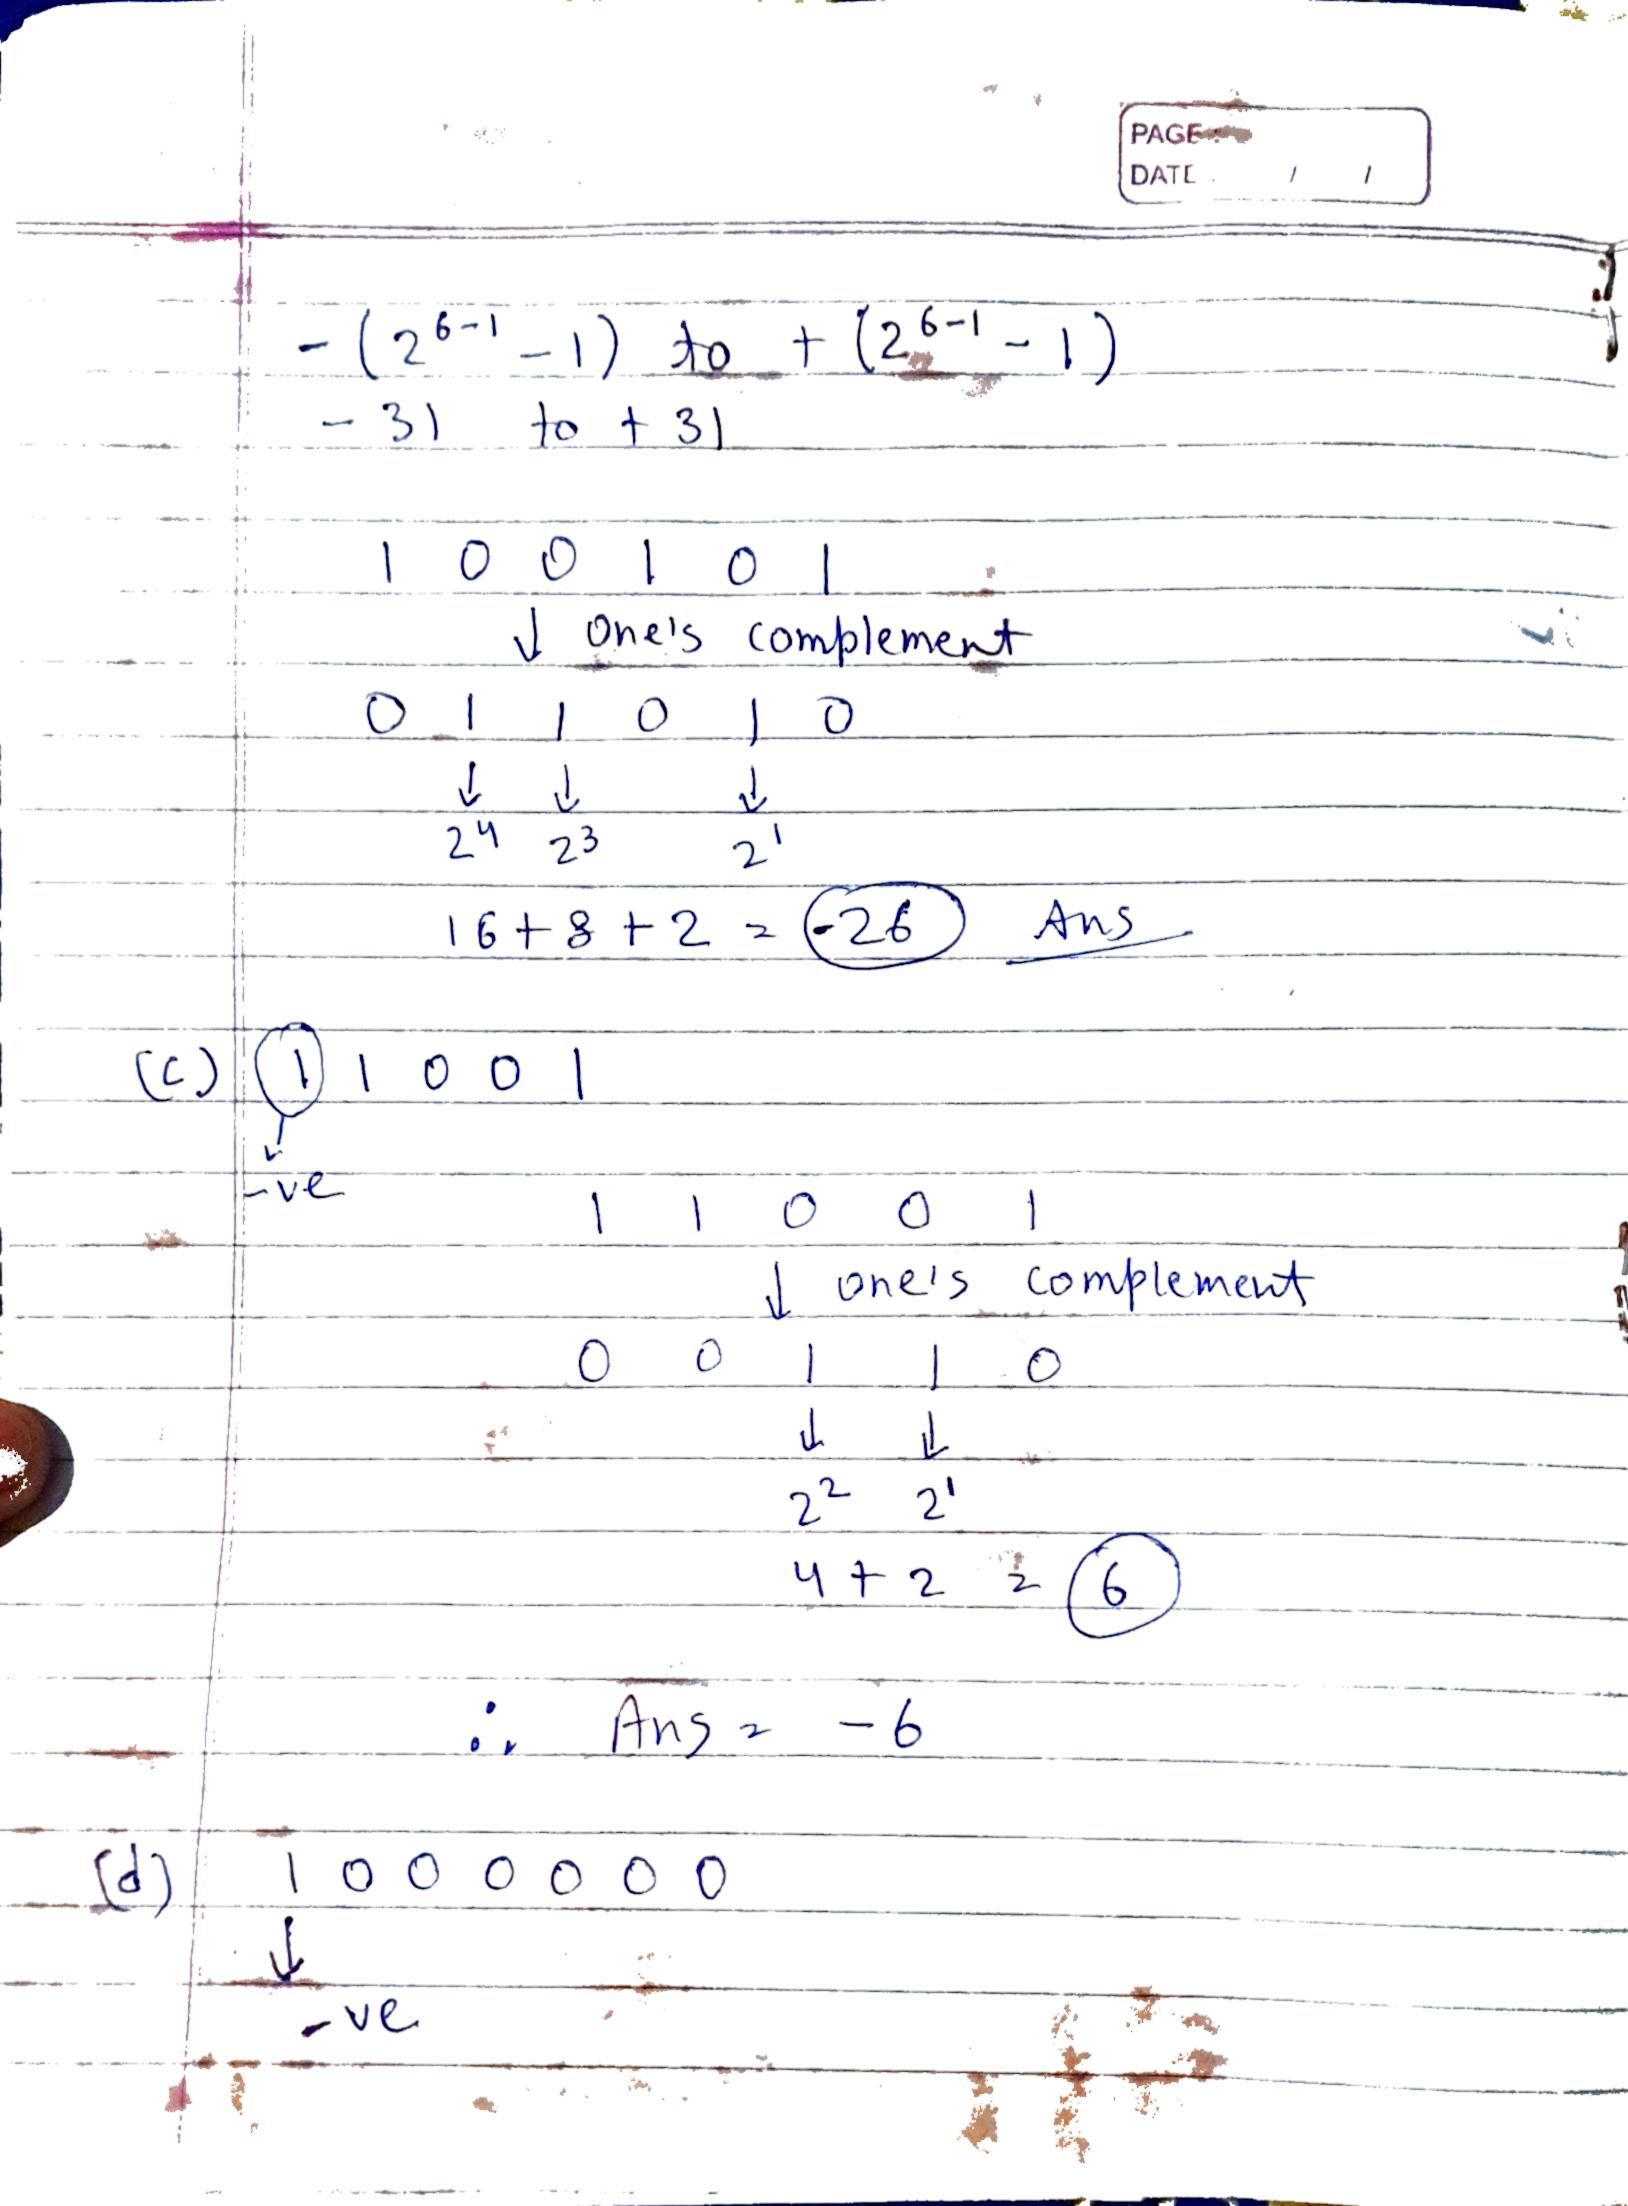 PAGE
DATE / /
-(2^6-1 - 1) to +(2^6-1 - 1)
-31 to +31
1 0 0 1 0 1
↓ One's complement
0 1 1 0 1 0
↓ ↓ ↓
2^4 2^3 2^1
16 + 8 + 2 = -26 Ans
(c) 1 1 0 0 1
-ve
1 1 0 0 1
↓ one's complement
0 0 1 1 0
↓ ↓
2^2 2^1
4 + 2 = 6
∴ Ans = -6
(d) 1 0 0 0 0 0 0
↓
-ve